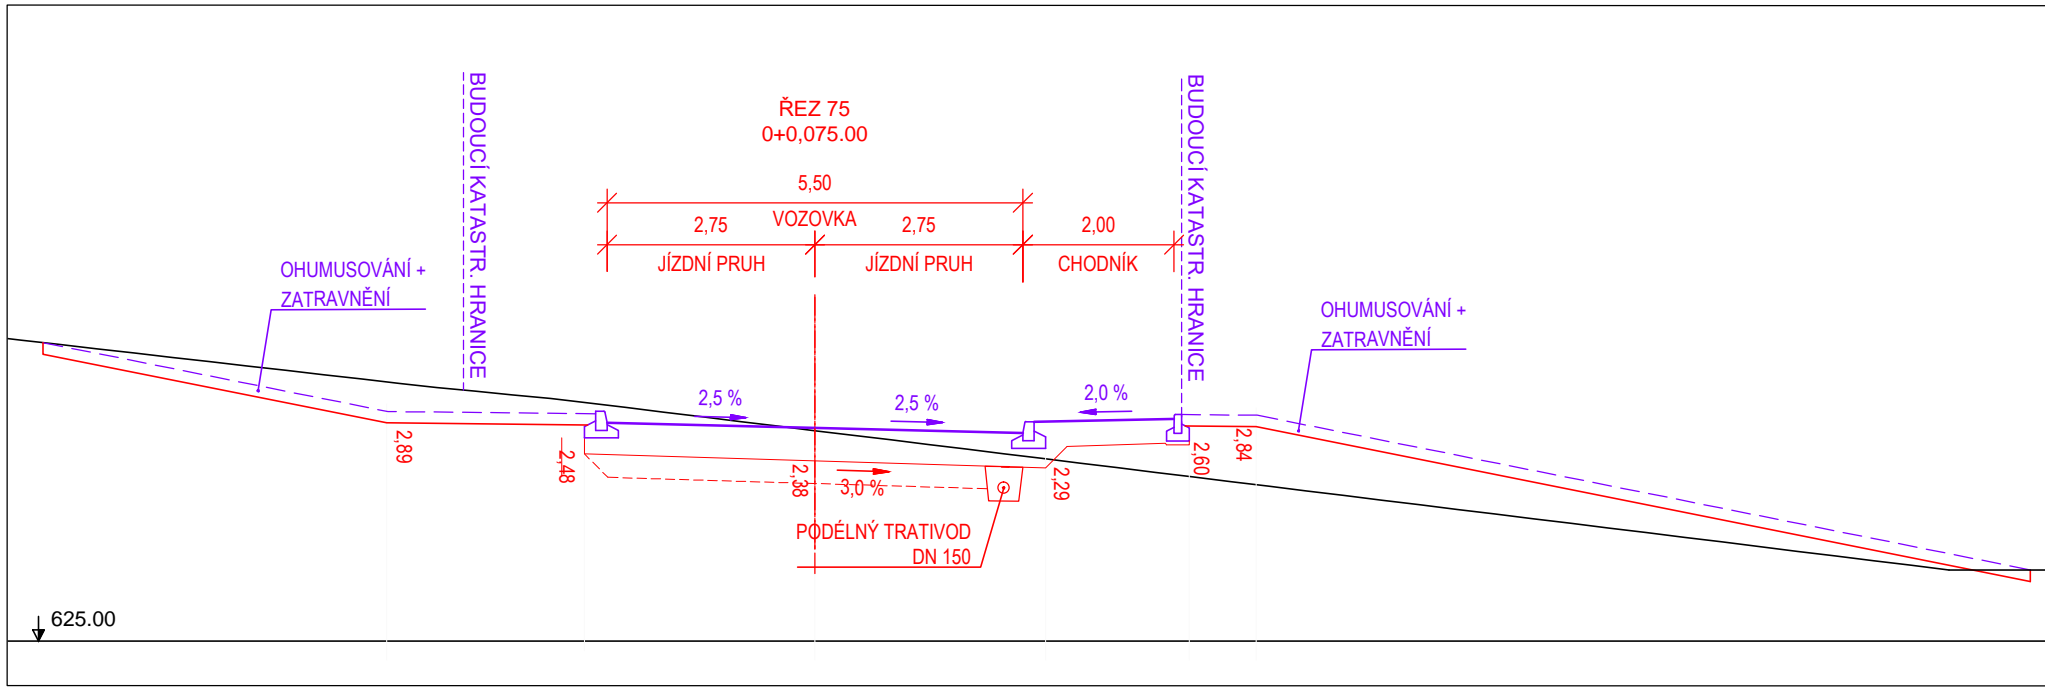 ŘEZ 75
0+0,075.00
5,50
VOZOVKA
2,75
2,75
2,00
JÍZDNÍ PRUH
JÍZDNÍ PRUH
CHODNÍK
BUDOUCÍ KATASTR. HRANICE
BUDOUCÍ KATASTR. HRANICE
OHUMUSOVÁNÍ +
ZATRAVNĚNÍ
OHUMUSOVÁNÍ +
ZATRAVNĚNÍ
2,5 %
2,5 %
2,0 %
2,89
2,48
2,38
3,0 %
2,29
2,60
2,84
PODÉLNÝ TRATIVOD
DN 150
625.00